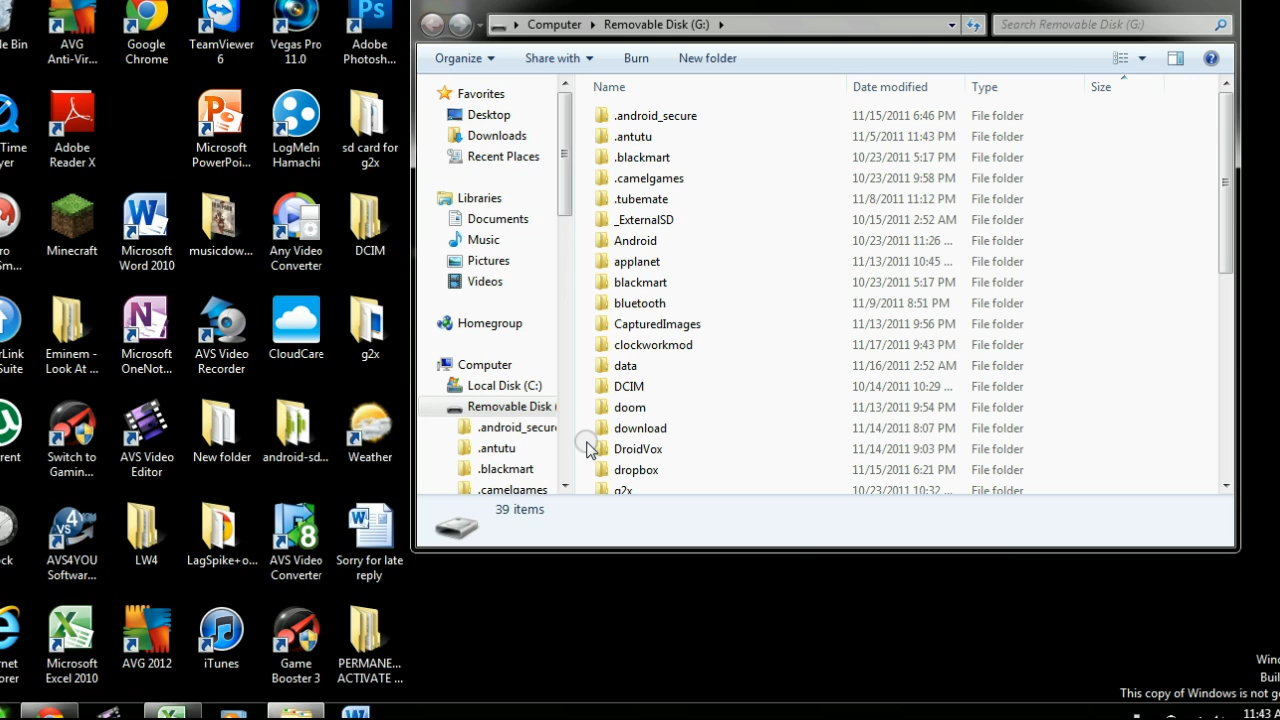 le Bin
AVG
Anti-Vir...
Google
Chrome
TeamViewer
6
Vegas Pro
11.0
Adobe
Photosh...
Time
yer
Adobe
Reader X
Microsoft
PowerPoi...
LogMeIn
Hamachi
sd card for
g2x
ro
Sm...
Minecraft
Microsoft
Word 2010
musicdow...
Any Video
Converter
DCIM
rLink
Suite
Eminem -
Look At ...
Microsoft
OneNot...
AVS Video
Recorder
CloudCare
g2x
rrent
Switch to
Gamin...
AVS Video
Editor
New folder
android-sd...
Weather
ock
AVS4YOU
Softwar...
LW4
LagSpike+o...
AVS Video
Converter
Sorry for late
reply
rnet
orer
Microsoft
Excel 2010
AVG 2012
iTunes
Game
Booster 3
PERMANE...
ACTIVATE ...
Computer Removable Disk (G:)
Search Removable Disk (G:)
Organize Share with Burn New folder
Favorites
Desktop
Downloads
Recent Places
Libraries
Documents
Music
Pictures
Videos
Homegroup
Computer
Local Disk (C:)
Removable Disk (
.android_secure
.antutu
.blackmart
.camelgames
Name Date modified Type Size
.android_secure 11/15/2011 6:46 PM File folder
.antutu 11/5/2011 11:43 PM File folder
.blackmart 10/23/2011 5:17 PM File folder
.camelgames 10/23/2011 9:58 PM File folder
.tubemate 11/8/2011 11:12 PM File folder
_ExternalSD 10/15/2011 2:52 AM File folder
Android 10/23/2011 11:26 ... File folder
applanet 11/13/2011 10:45 ... File folder
blackmart 10/23/2011 5:17 PM File folder
bluetooth 11/9/2011 8:51 PM File folder
CapturedImages 11/13/2011 9:56 PM File folder
clockworkmod 11/17/2011 9:43 PM File folder
data 11/16/2011 2:52 AM File folder
DCIM 10/14/2011 10:29 ... File folder
doom 11/13/2011 9:54 PM File folder
download 11/14/2011 8:07 PM File folder
DroidVox 11/14/2011 9:03 PM File folder
dropbox 11/15/2011 6:21 PM File folder
g2x 10/23/2011 10:32 ... File folder
39 items
Wind
Buil
This copy of Windows is not ge
11:43 A